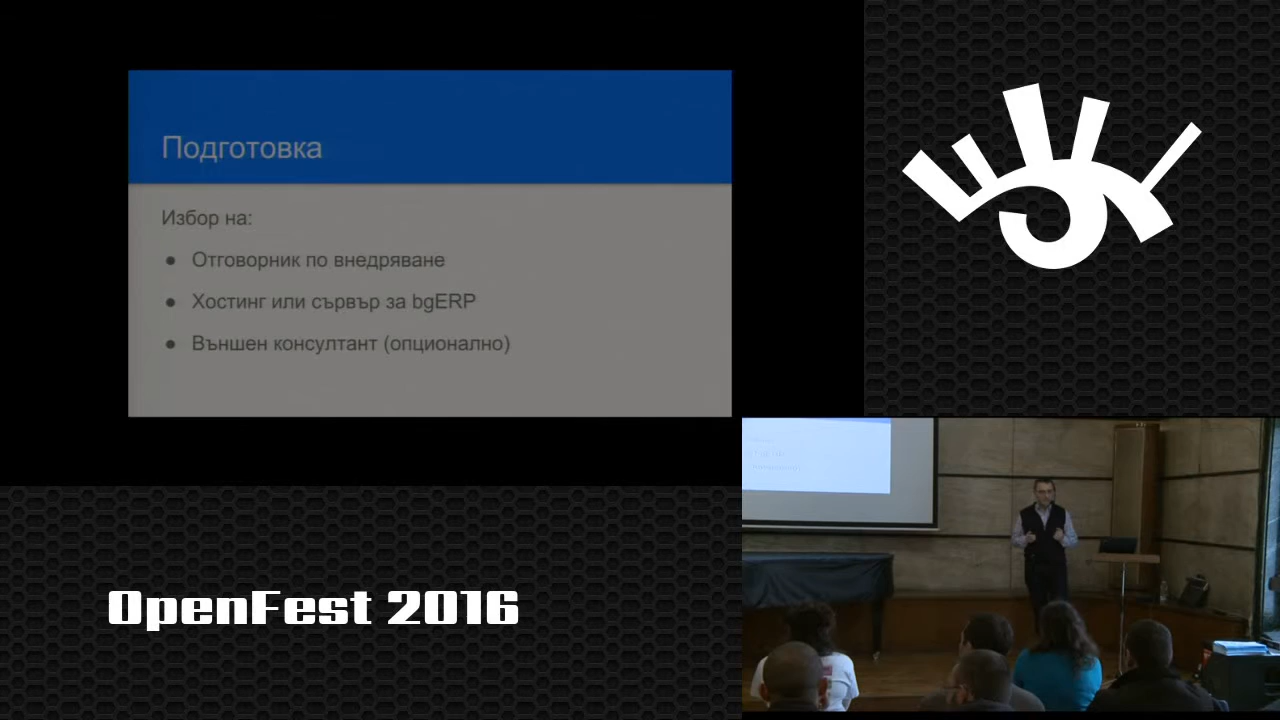 Подготовка
Избор на:
● Отговорник по внедряване
● Хостинг или сървър за bgERP
● Външен консултант (опционално)
OpenFest 2016